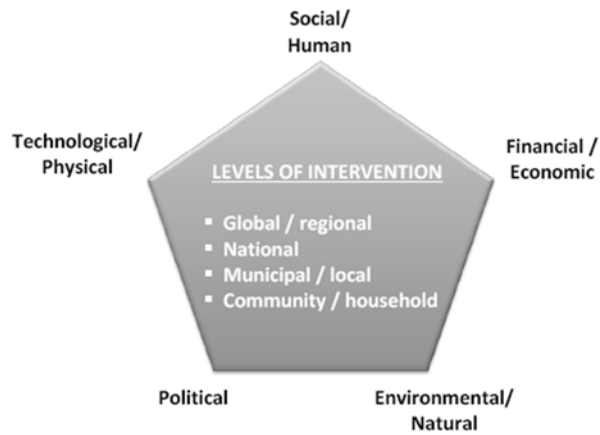 Social/
Human
Technological/
Physical
Financial /
Economic
LEVELS OF INTERVENTION
▪ Global / regional
▪ National
▪ Municipal / local
▪ Community / household
Political
Environmental/
Natural